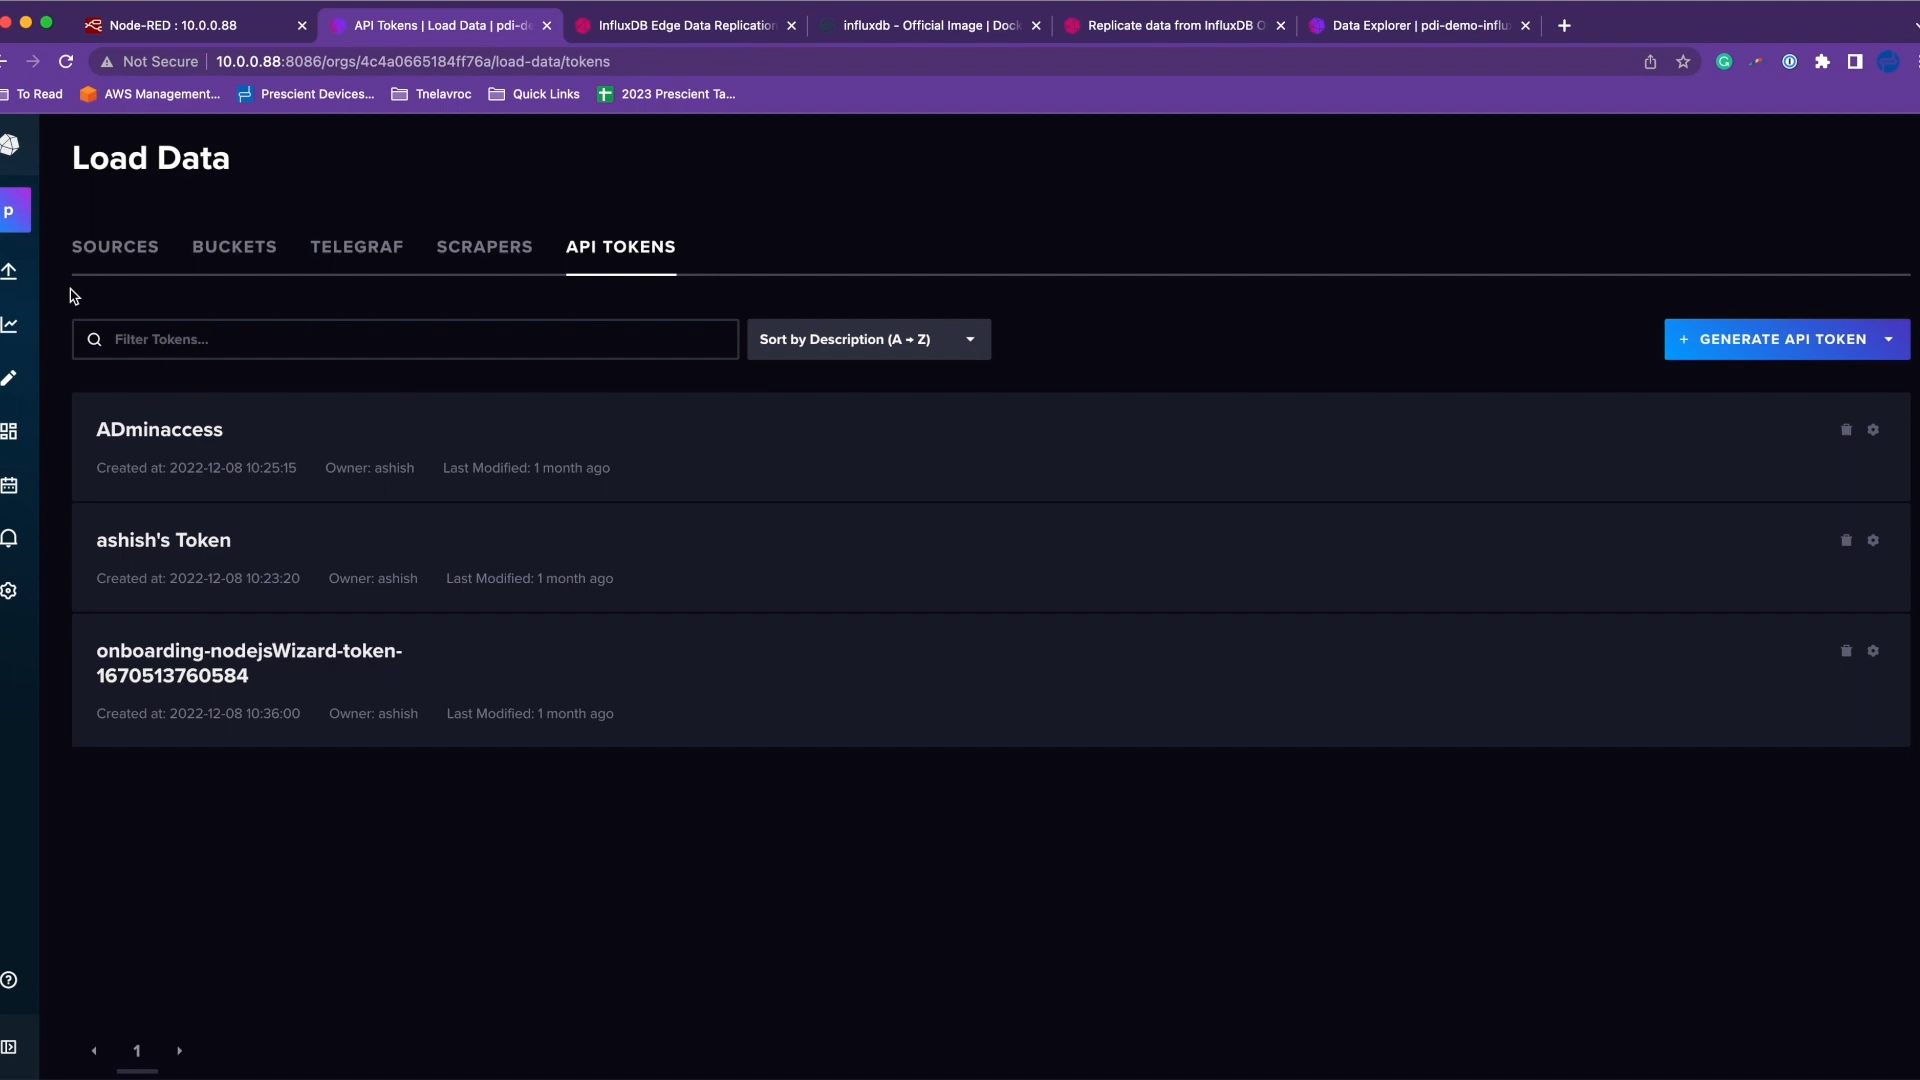 Node-RED : 10.0.0.88
API Tokens | Load Data | pdi-de
InfluxDB Edge Data Replication
influxdb - Official Image | Dock
Replicate data from InfluxDB O
Data Explorer | pdi-demo-influx
Not Secure 10.0.0.88:8086/orgs/4c4a0665184ff76a/load-data/tokens
To Read AWS Management... Prescient Devices... Tnelavroc Quick Links 2023 Prescient Ta...
Load Data
p
SOURCES BUCKETS TELEGRAF SCRAPERS API TOKENS
Filter Tokens... Sort by Description (A → Z) + GENERATE API TOKEN
ADminaccess
Created at: 2022-12-08 10:25:15 Owner: ashish Last Modified: 1 month ago
ashish's Token
Created at: 2022-12-08 10:23:20 Owner: ashish Last Modified: 1 month ago
onboarding-nodejsWizard-token-
1670513760584
Created at: 2022-12-08 10:36:00 Owner: ashish Last Modified: 1 month ago
1